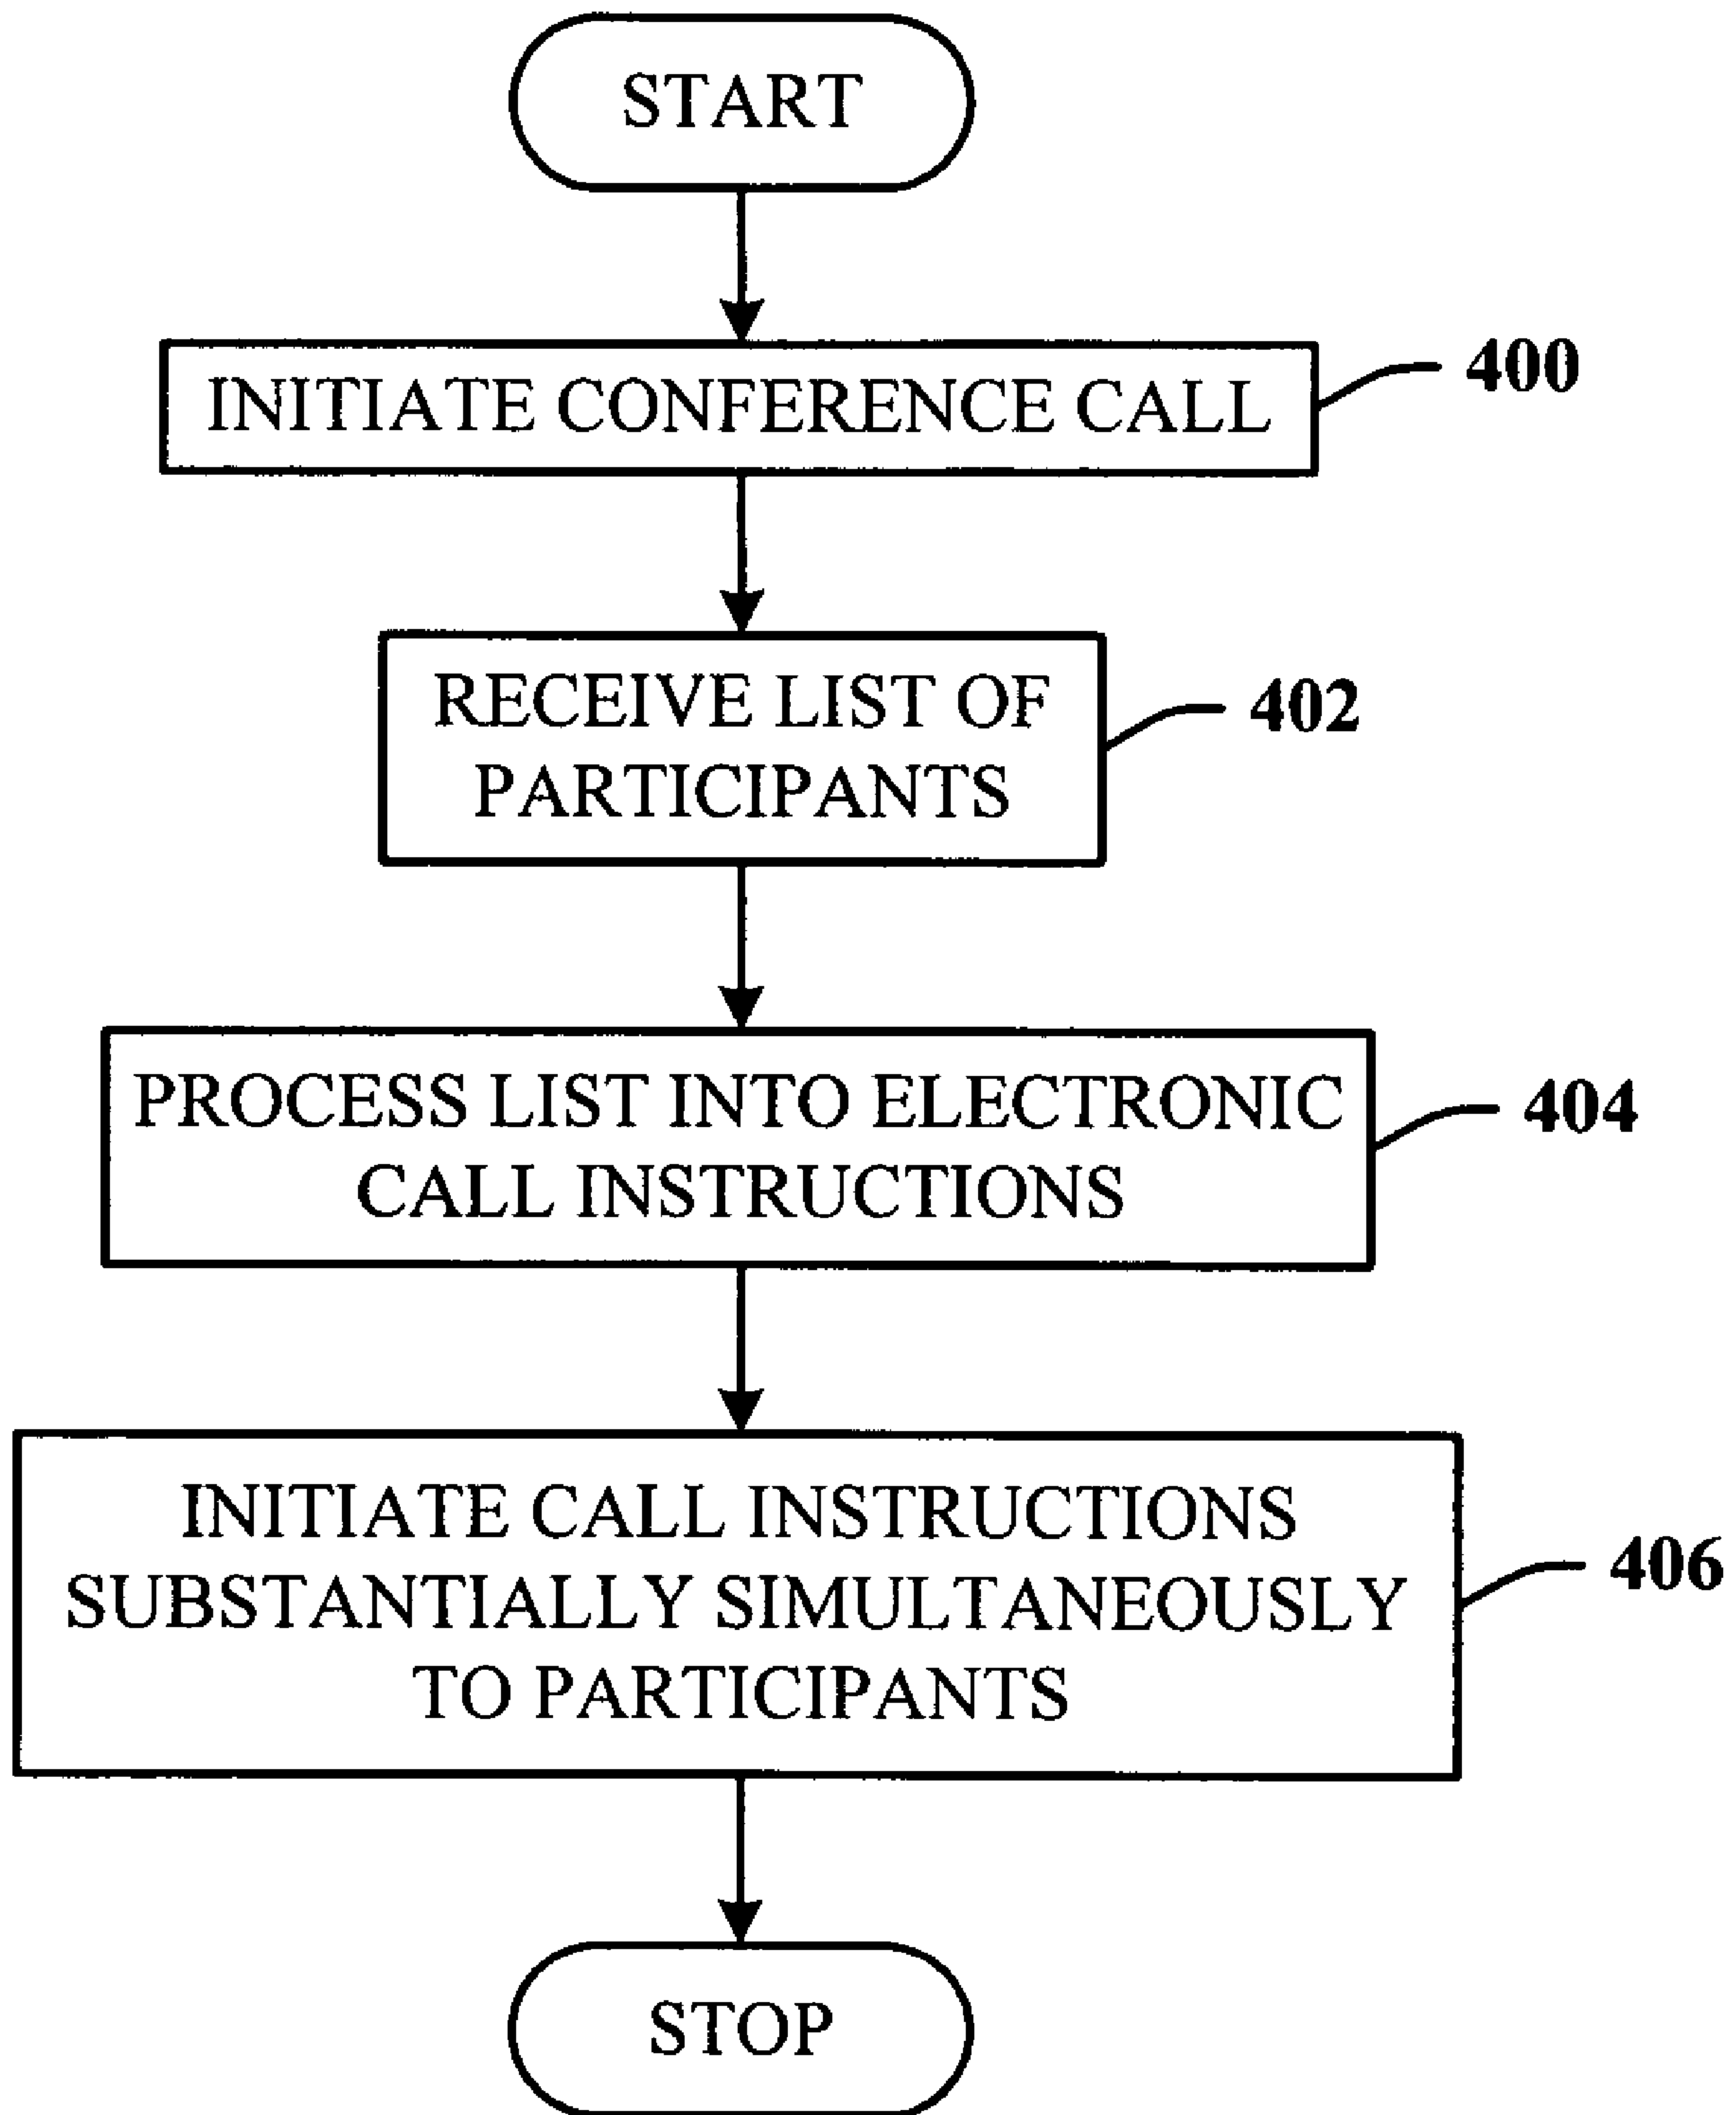 START
INITIATE CONFERENCE CALL
400
RECEIVE LIST OF
PARTICIPANTS
402
PROCESS LIST INTO ELECTRONIC
CALL INSTRUCTIONS
404
INITIATE CALL INSTRUCTIONS
SUBSTANTIALLY SIMULTANEOUSLY
TO PARTICIPANTS
406
STOP